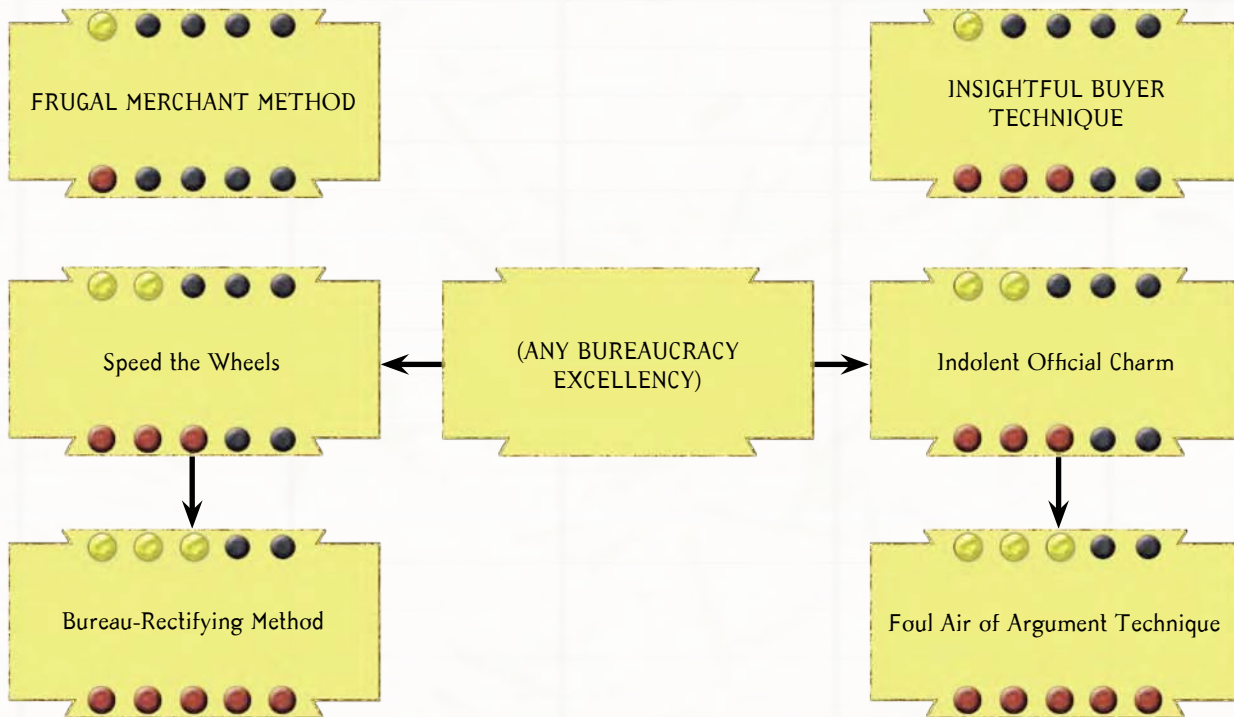 FRUGAL MERCHANT METHOD
INSIGHTFUL BUYER
TECHNIQUE
Speed the Wheels
(ANY BUREAUCRACY
EXCELLENCY)
Indolent Official Charm
Bureau-Rectifying Method
Foul Air of Argument Technique